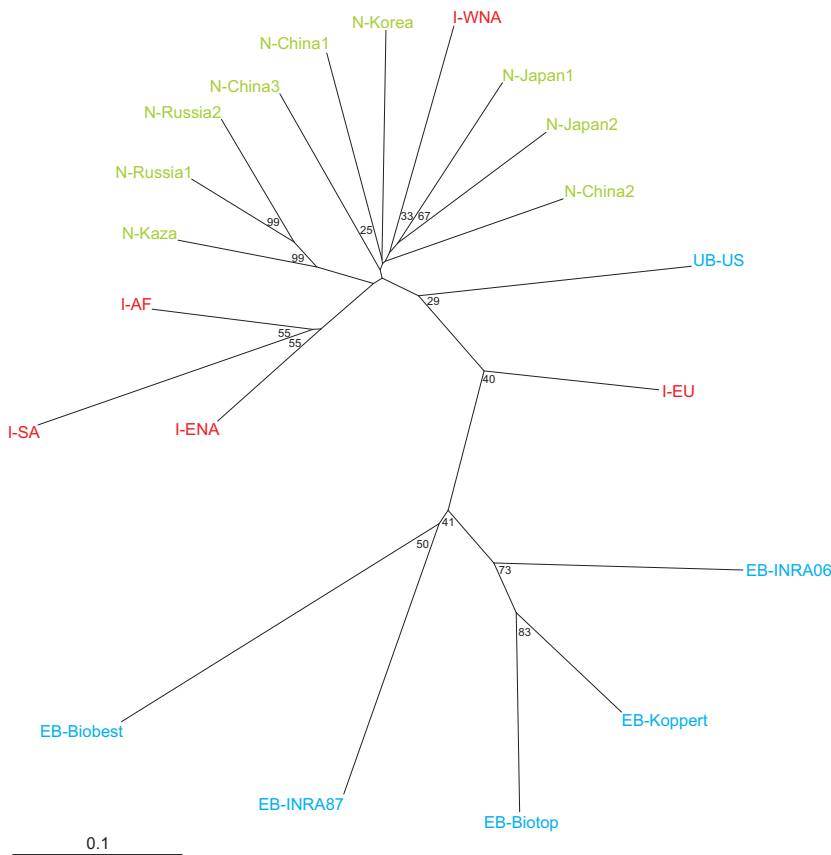 N-Korea
I-WNA
N-China1
N-China3
N-Japan1
N-Russia2
N-Japan2
N-Russia1
N-China2
N-Kaza
99
25
33
67
99
UB-US
29
I-AF
55
55
40
I-EU
I-SA
I-ENA
41
50
73
EB-INRA06
83
EB-Biobest
EB-Koppert
EB-INRA87
EB-Biotop
0.1